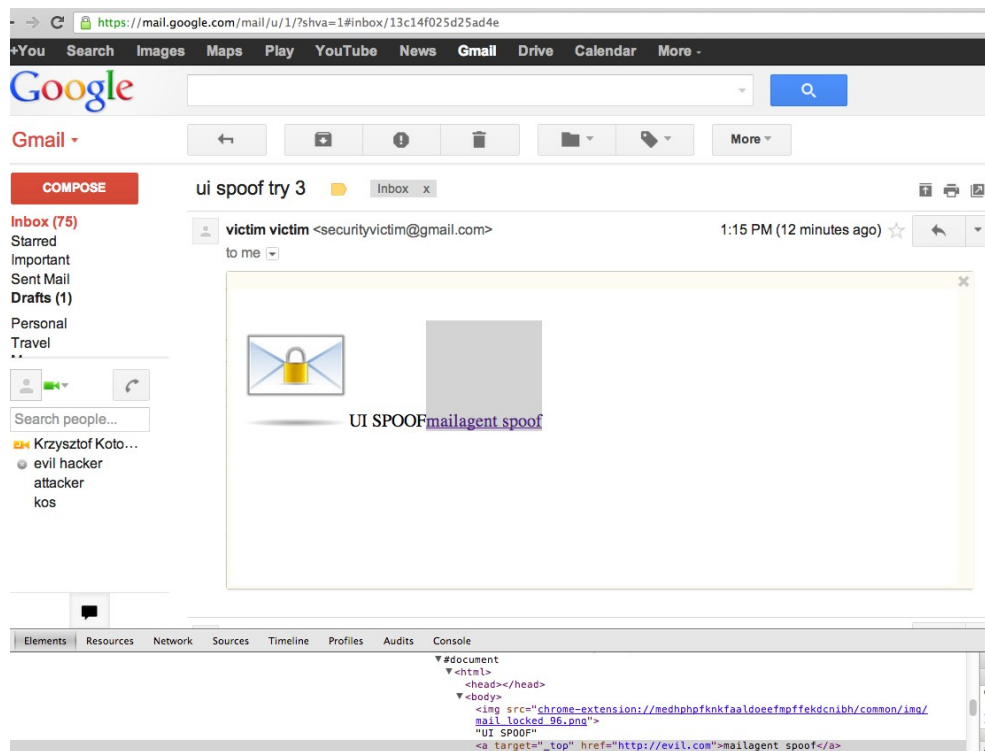 https://mail.google.com/mail/u/1/?shva=1#inbox/13c14f025d25ad4e
+You Search Images Maps Play YouTube News Gmail Drive Calendar More
Google
Gmail
More
COMPOSE
ui spoof try 3
Inbox x
Inbox (75)
Starred
Important
Sent Mail
Drafts (1)
Personal
Travel
victim victim <securityvictim@gmail.com>
1:15 PM (12 minutes ago)
to me
UI SPOOFmailagent spoof
Search people...
Krzysztof Koto...
evil hacker
attacker
kos
Elements Resources Network Sources Timeline Profiles Audits Console
▼#document
▼<html>
<head></head>
▼<body>
<img src="chrome-extension://medhphpfknkfaaldoeefmpffekdcnibh/common/img/
mail_locked_96.png">
"UI SPOOF"
<a target="_top" href="http://evil.com">mailagent spoof</a>